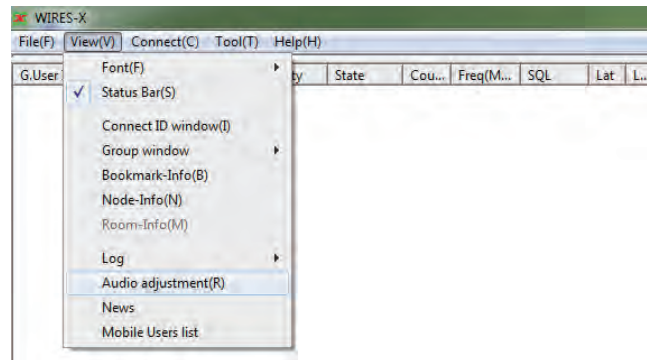 WIRES-X
File(F) View(V) Connect(C) Tool(T) Help(H)
G.User ty State Cou... Freq(M... SQL Lat L...
Font(F)
Status Bar(S)
Connect ID window(I)
Group window
Bookmark-Info(B)
Node-Info(N)
Room-Info(M)
Log
Audio adjustment(R)
News
Mobile Users list